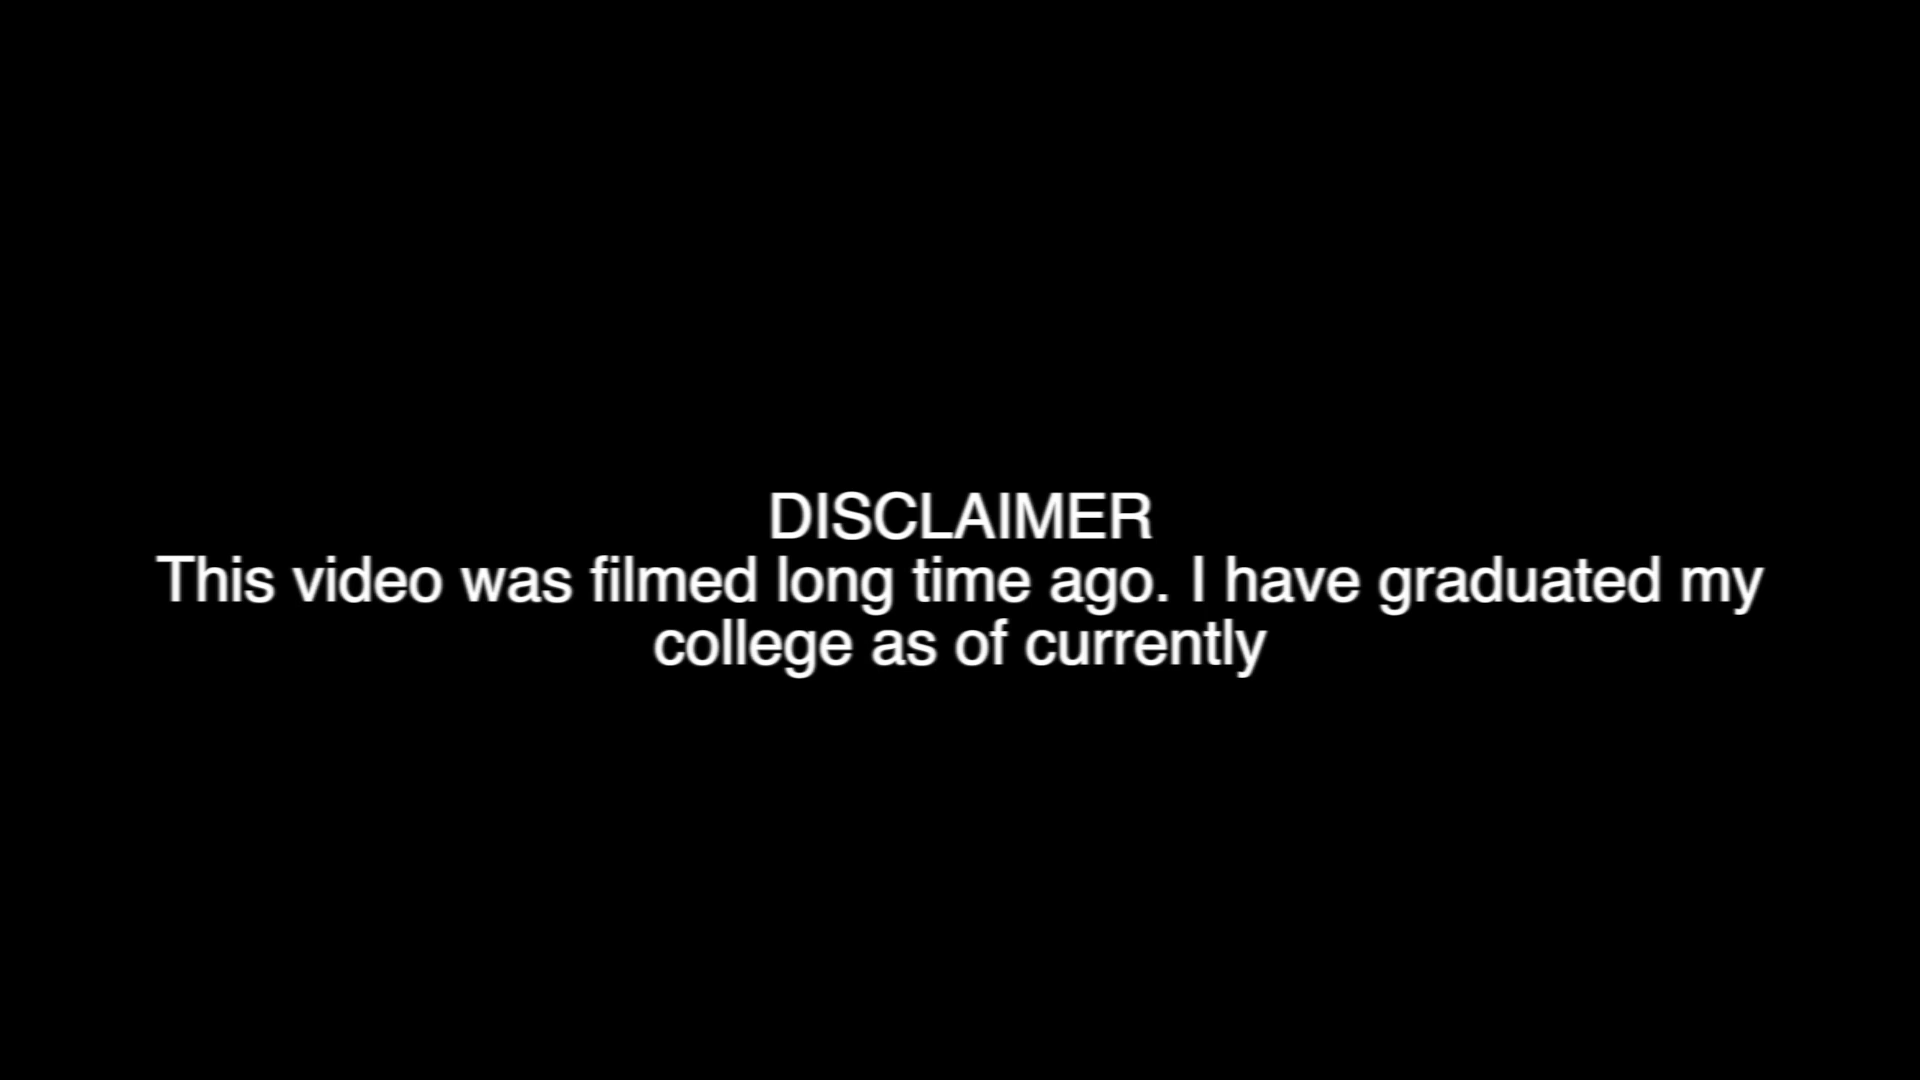 DISCLAIMER
This video was filmed long time ago. I have graduated my
college as of currently